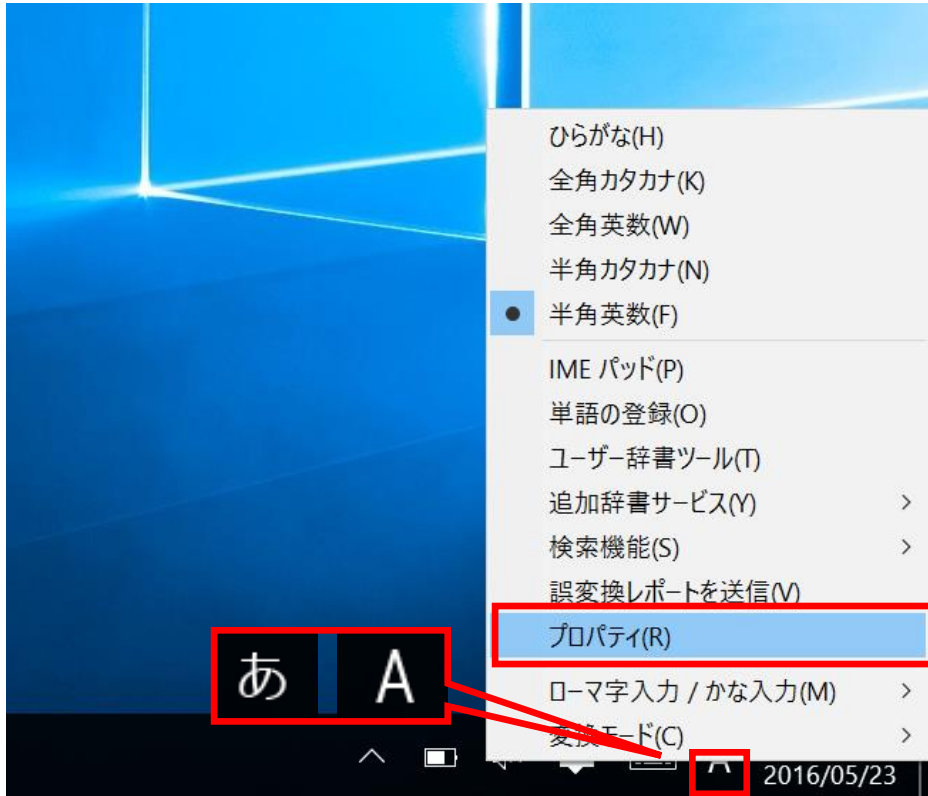 ひらがな(H)
全角カタカナ(K)
全角英数(W)
半角カタカナ(N)
半角英数(F)
IME パッド(P)
単語の登録(O)
ユーザー辞書ツール(T)
追加辞書サービス(Y)
検索機能(S)
誤変換レポートを送信(V)
プロパティ(R)
ローマ字入力 / かな入力(M)
変換モード(C)
あ A
A
2016/05/23